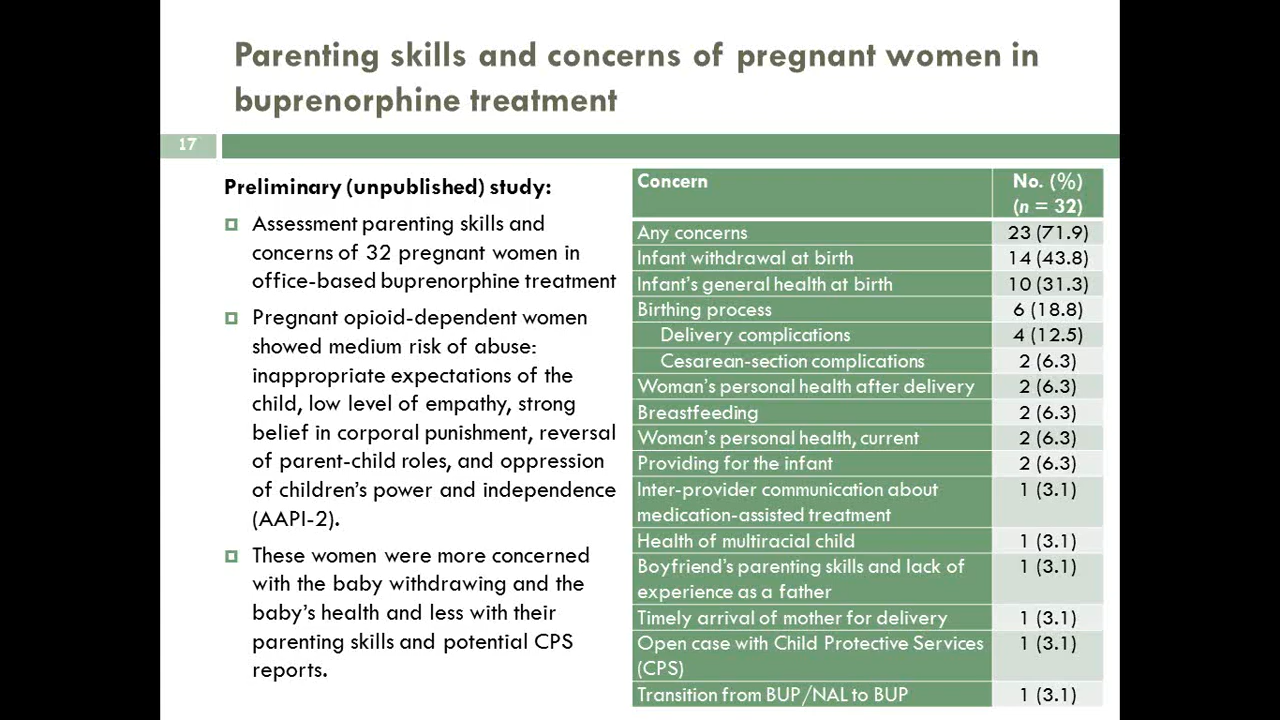 Parenting skills and concerns of pregnant women in
buprenorphine treatment
17
Preliminary (unpublished) study:
Assessment parenting skills and
concerns of 32 pregnant women in
office-based buprenorphine treatment
Pregnant opioid-dependent women
showed medium risk of abuse:
inappropriate expectations of the
child, low level of empathy, strong
belief in corporal punishment, reversal
of parent-child roles, and oppression
of children's power and independence
(AAPI-2).
These women were more concerned
with the baby withdrawing and the
baby's health and less with their
parenting skills and potential CPS
reports.
Concern No. (%)
(n = 32)
Any concerns 23 (71.9)
Infant withdrawal at birth 14 (43.8)
Infant's general health at birth 10 (31.3)
Birthing process 6 (18.8)
Delivery complications 4 (12.5)
Cesarean-section complications 2 (6.3)
Woman's personal health after delivery 2 (6.3)
Breastfeeding 2 (6.3)
Woman's personal health, current 2 (6.3)
Providing for the infant 2 (6.3)
Inter-provider communication about 1 (3.1)
medication-assisted treatment
Health of multiracial child 1 (3.1)
Boyfriend's parenting skills and lack of 1 (3.1)
experience as a father
Timely arrival of mother for delivery 1 (3.1)
Open case with Child Protective Services 1 (3.1)
(CPS)
Transition from BUP/NAL to BUP 1 (3.1)